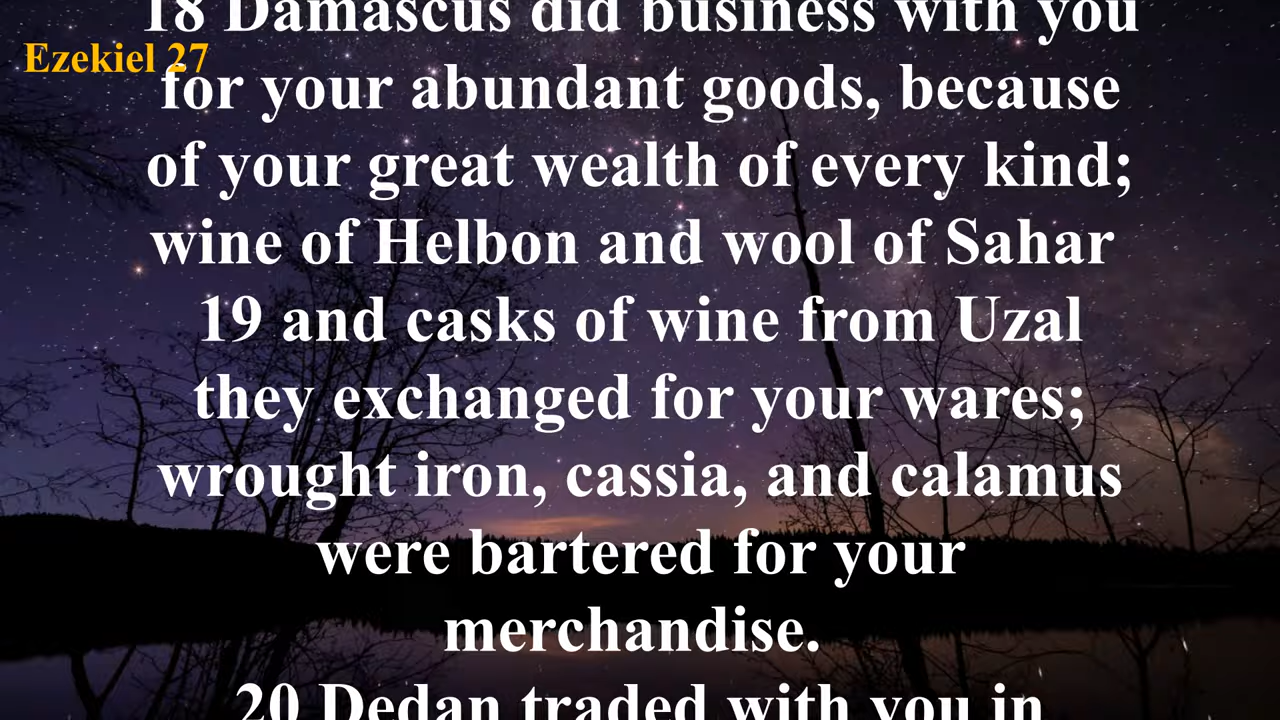 18 Damascus did business with you
Ezekiel 27
for your abundant goods, because
of your great wealth of every kind;
wine of Helbon and wool of Sahar
19 and casks of wine from Uzal
they exchanged for your wares;
wrought iron, cassia, and calamus
were bartered for your
merchandise.
20 Dedan traded with you in